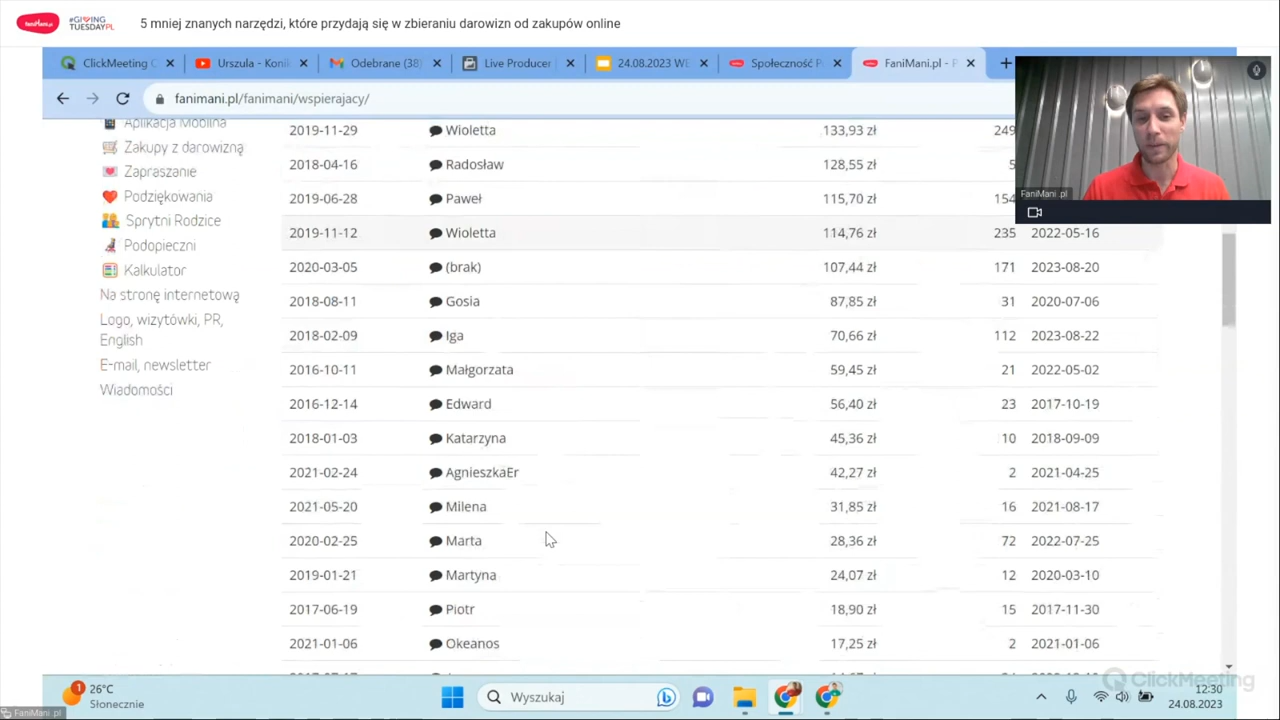 FaniMani.pl
#GIVING
TUESDAYPL
5 mniej znanych narzędzi, które przydają się w zbieraniu darowizn od zakupów online
ClickMeeting
Urszula - Koni
Odebrane (38)
Live Producer
24.08.2023 WE
Społeczność P
FaniMani.pl - P
animani.pl/fanimani/wspierajacy/
FaniMani .pl
Aplikacja Mobilna
Zakupy z darowizną
Zapraszanie
Podziękowania
Sprytni Rodzice
Podopieczni
Kalkulator
Na stronę internetową
Logo, wizytówki, PR,
English
E-mail, newsletter
Wiadomości
2019-11-29 Wioletta 133,93 zł 249
2018-04-16 Radosław 128,55 zł 5
2019-06-28 Paweł 115,70 zł 154
2019-11-12 Wioletta 114,76 zł 235 2022-05-16
2020-03-05 (brak) 107,44 zł 171 2023-08-20
2018-08-11 Gosia 87,85 zł 31 2020-07-06
2018-02-09 Iga 70,66 zł 112 2023-08-22
2016-10-11 Małgorzata 59,45 zł 21 2022-05-02
2016-12-14 Edward 56,40 zł 23 2017-10-19
2018-01-03 Katarzyna 45,36 zł 10 2018-09-09
2021-02-24 AgnieszkaEr 42,27 zł 2 2021-04-25
2021-05-20 Milena 31,85 zł 16 2021-08-17
2020-02-25 Marta 28,36 zł 72 2022-07-25
2019-01-21 Martyna 24,07 zł 12 2020-03-10
2017-06-19 Piotr 18,90 zł 15 2017-11-30
2021-01-06 Okeanos 17,25 zł 2 2021-01-06
ClickMeeting
1
26°C
Słonecznie
Wyszukaj
12:30
24.08.2023
FaniMani .pl